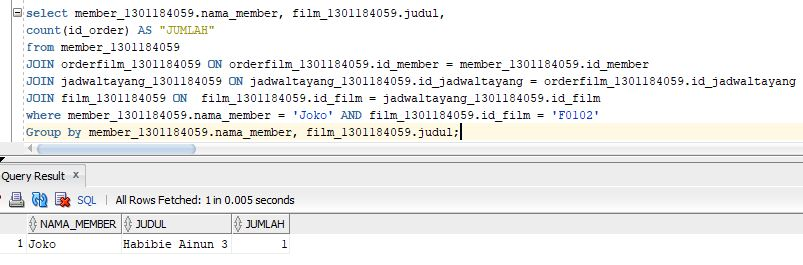 select member_1301184059.nama_member, film_1301184059.judul,
count(id_order) AS "JUMLAH"
from member_1301184059
JOIN orderfilm_1301184059 ON orderfilm_1301184059.id_member = member_1301184059.id_member
JOIN jadwaltayang_1301184059 ON jadwaltayang_1301184059.id_jadwaltayang = orderfilm_1301184059.id_jadwaltayang
JOIN film_1301184059 ON  film_1301184059.id_film = jadwaltayang_1301184059.id_film
where member_1301184059.nama_member = 'Joko' AND film_1301184059.id_film = 'F0102'
Group by member_1301184059.nama_member, film_1301184059.judul;
Query Result x
SQL | All Rows Fetched: 1 in 0.005 seconds
NAMA_MEMBER JUDUL JUMLAH
1 Joko Habibie Ainun 3 1